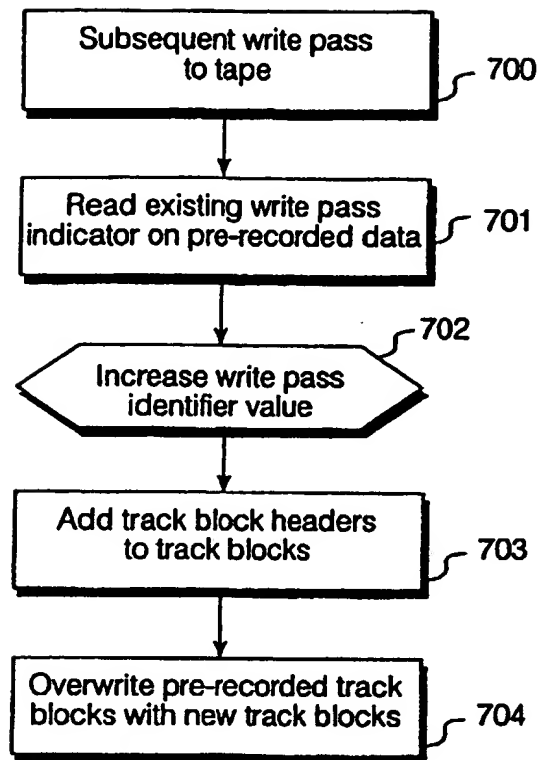 Subsequent write pass
to tape
700
Read existing write pass
indicator on pre-recorded data
701
702
Increase write pass
identifier value
Add track block headers
to track blocks
703
Overwrite pre-recorded track
blocks with new track blocks
704